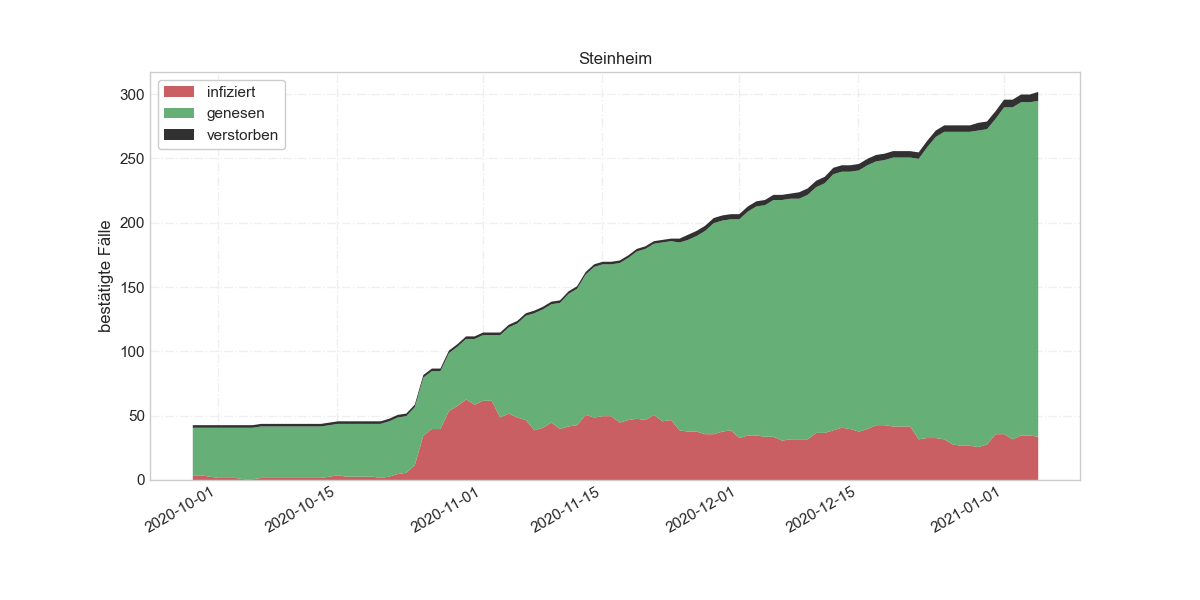 Steinheim
infiziert
genesen
verstorben
bestätigte Fälle
300
250
200
150
100
50
0
2020-10-01
2020-10-15
2020-11-01
2020-11-15
2020-12-01
2020-12-15
2021-01-01